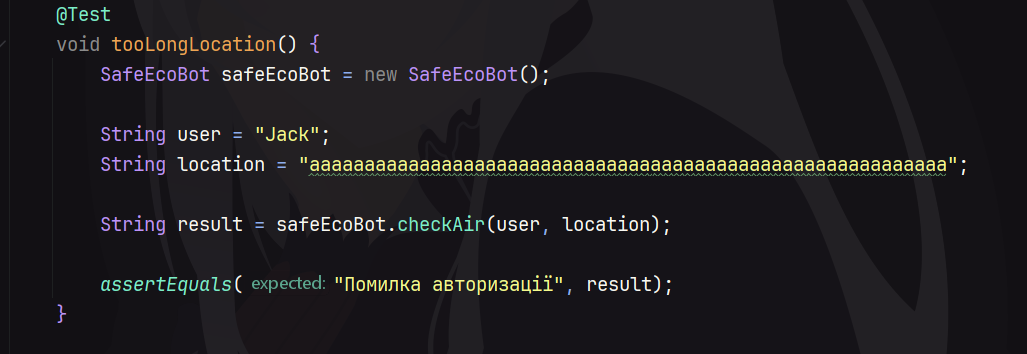 @Test
void tooLongLocation() {
SafeEcoBot safeEcoBot = new SafeEcoBot();
String user = "Jack";
String location = "aaaaaaaaaaaaaaaaaaaaaaaaaaaaaaaaaaaaaaaaaaaaaaaaaaaaaaaaaa";
String result = safeEcoBot.checkAir(user, location);
assertEquals( expected: "Помилка авторизації", result);
}